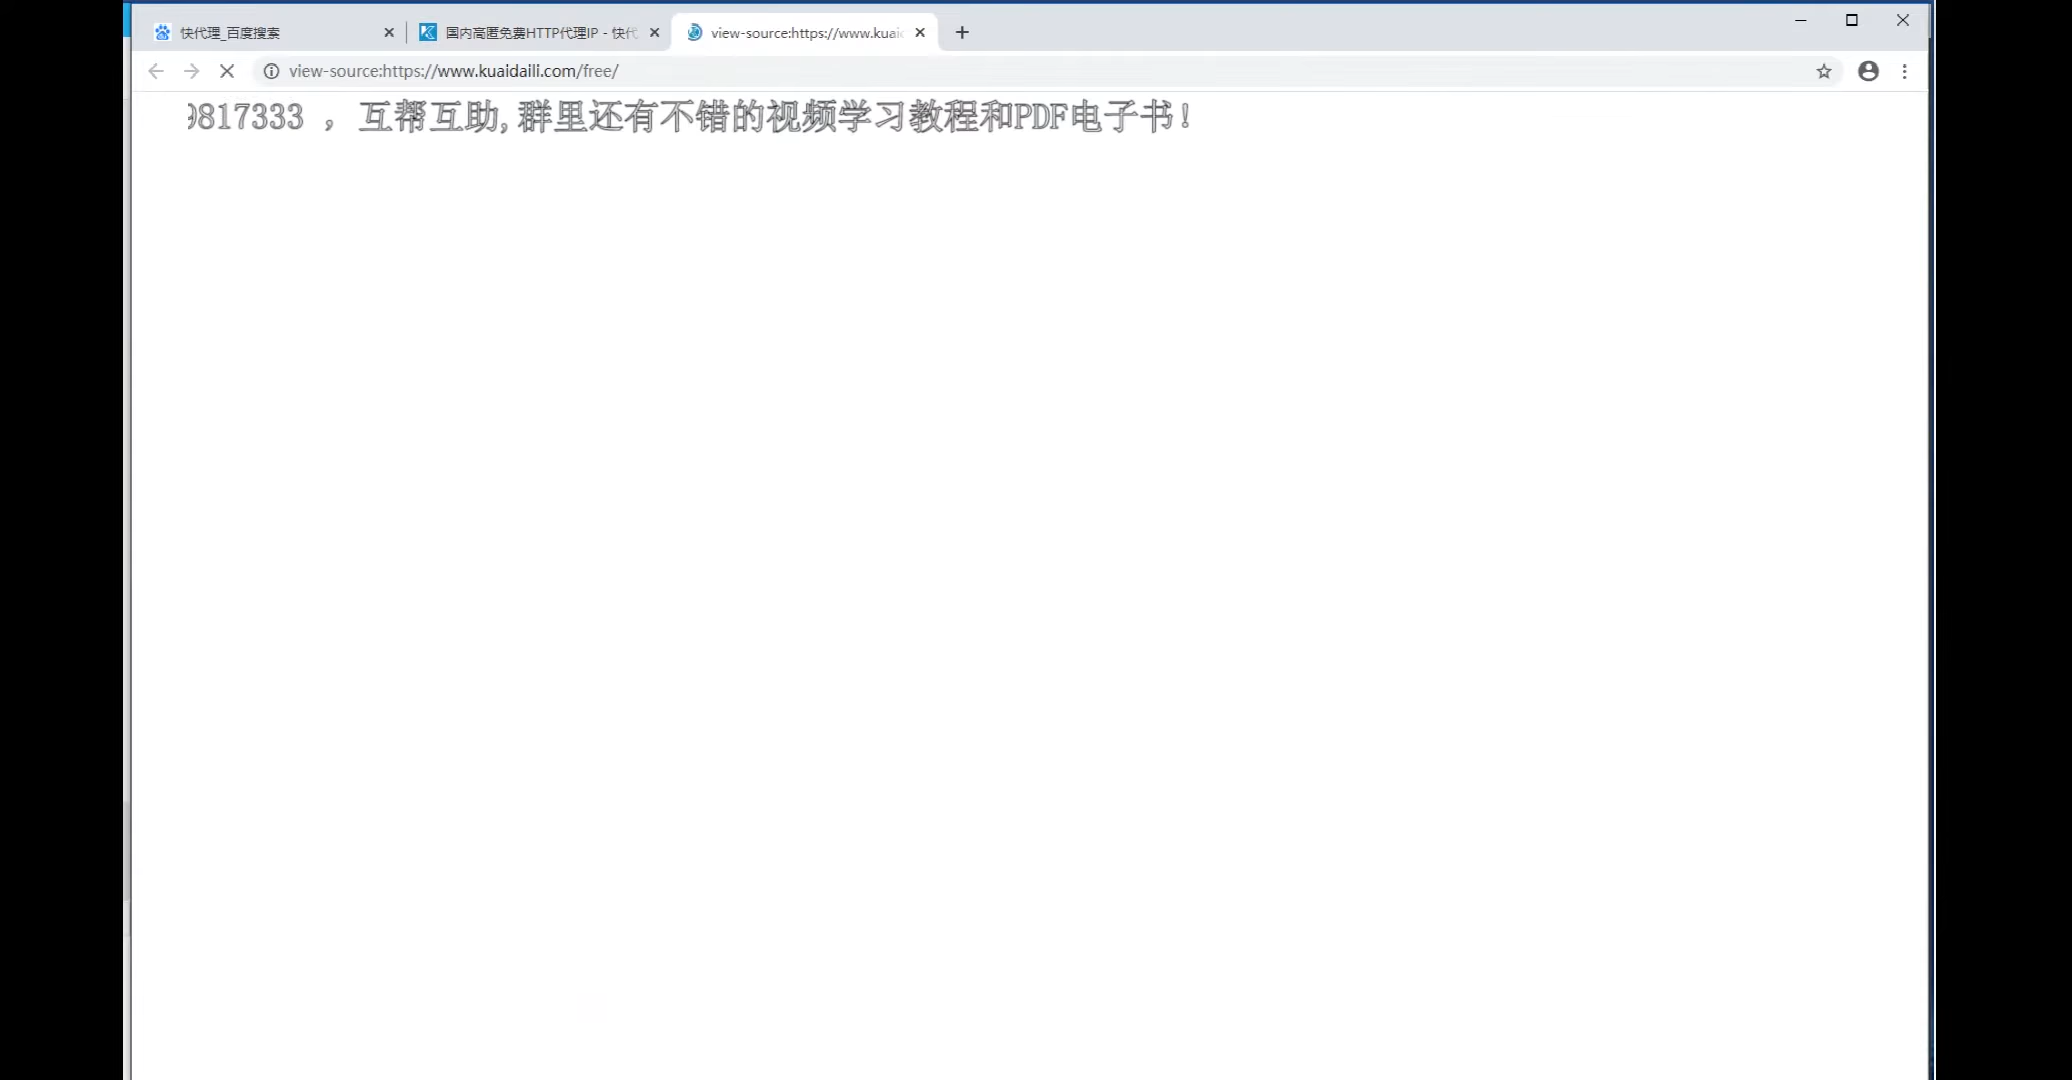 快代理_百度搜索
国内高匿免费HTTP代理IP - 快代
view-source:https://www.kuaic
view-source:https://www.kuaidaili.com/free/
9817333 ，互帮互助,群里还有不错的视频学习教程和PDF电子书!